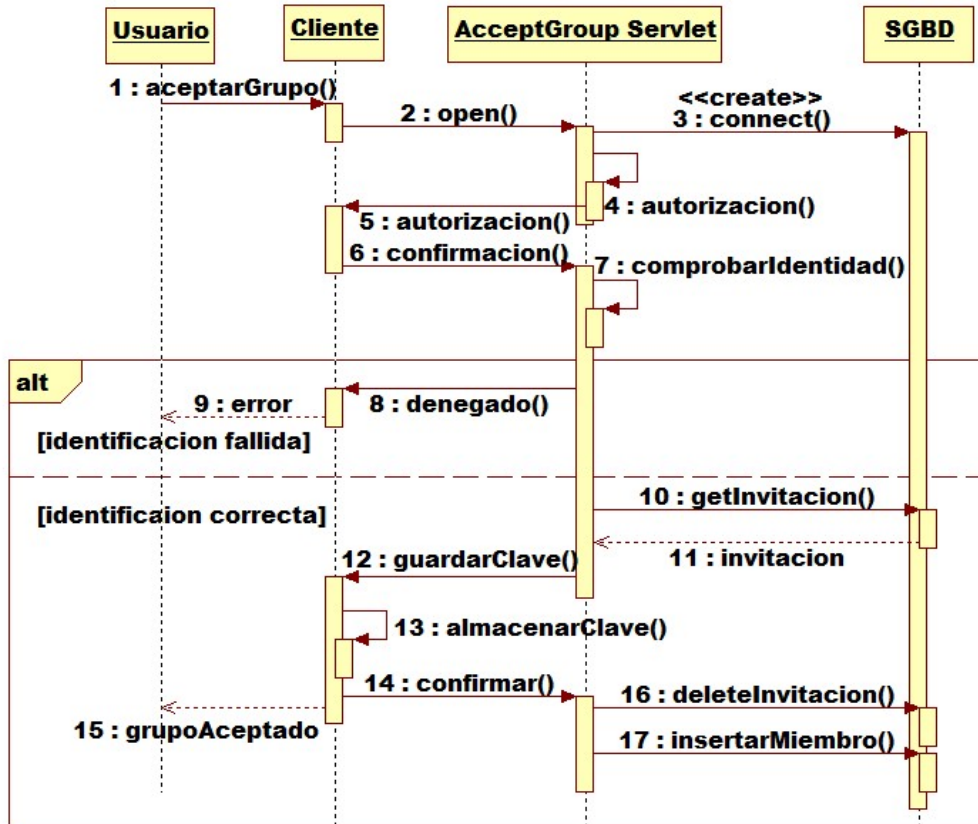 Usuario
Cliente
AcceptGroup Servlet
SGBD
1 : aceptarGrupo()
2 : open()
<<create>>
3 : connect()
4 : autorizacion()
5 : autorizacion()
6 : confirmacion()
7 : comprobarIdentidad()
alt
8 : denegado()
9 : error
[identificacion fallida]
[identificaion correcta]
10 : getInvitacion()
11 : invitacion
12 : guardarClave()
13 : almacenarClave()
14 : confirmar()
15 : grupoAceptado
16 : deleteInvitacion()
17 : insertarMiembro()